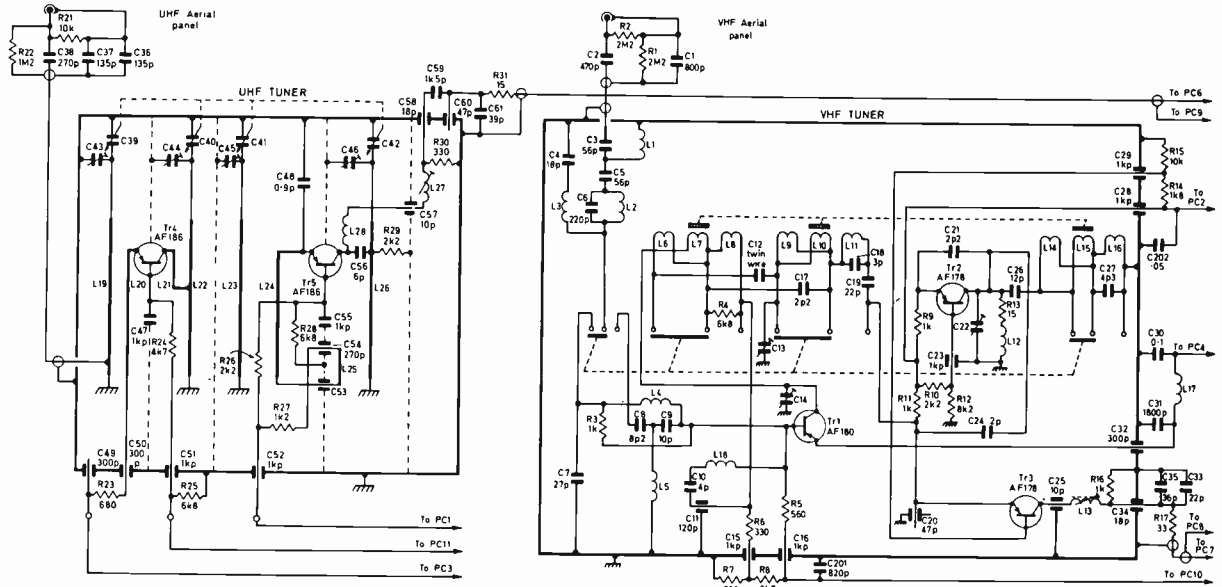 UHF Aerial
panel
R21
10k
R22
1M2
C38
270p
C37
135p
C36
135p
UHF TUNER
C43
C39
C44
C40
C45
C41
C46
C42
C48
0·9p
C58
18p
C59
1k5p
C60
47p
C61
39p
R31
15
R30
330
L27
C57
10p
L28
R29
2k2
C56
6p
Tr4
AF186
Tr5
AF186
L19
L20
L21
L22
L23
L24
L26
C47
1kp
R24
4k7
R26
2k2
R28
6k8
C55
1kp
C54
270p
L25
C53
R27
1k2
C49
300p
C50
300p
C51
1kp
C52
1kp
R23
680
R25
6k8
To PC1
To PC11
To PC3
VHF Aerial
panel
C2
470p
R2
2M2
R1
2M2
C1
800p
To PC6
To PC9
VHF TUNER
C4
18p
C3
56p
L1
C5
56p
C6
220p
L3
L2
L6
L7
L8
C12
twin
wire
L9
L10
L11
C18
3p
C17
2p2
C19
22p
R4
6k8
C13
C14
C21
2p2
Tr2
AF178
R9
1k
C22
C26
12p
R13
15
L12
L14
L15
L16
C27
4p3
C23
1kp
R10
2k2
R11
1k
R12
8k2
C24 2p
C29
1kp
C28
1kp
R15
10k
R14
1k8
To
PC2
C202
·05
C30
0·1
To PC4
L17
C31
1800p
C32
300p
R3
1k
L4
C8
8p2
C9
10p
Tr1
AF180
C7
27p
L5
L18
C10
4p
C11
120p
R6
330
R5
560
C15
1kp
C16
1kp
R7
R8
C201
820p
C20
47p
Tr3
AF178
C25
10p
L13
R16
1k
C34
18p
C35
36p
C33
22p
R17
33
To
PC8
To
PC7
To PC10